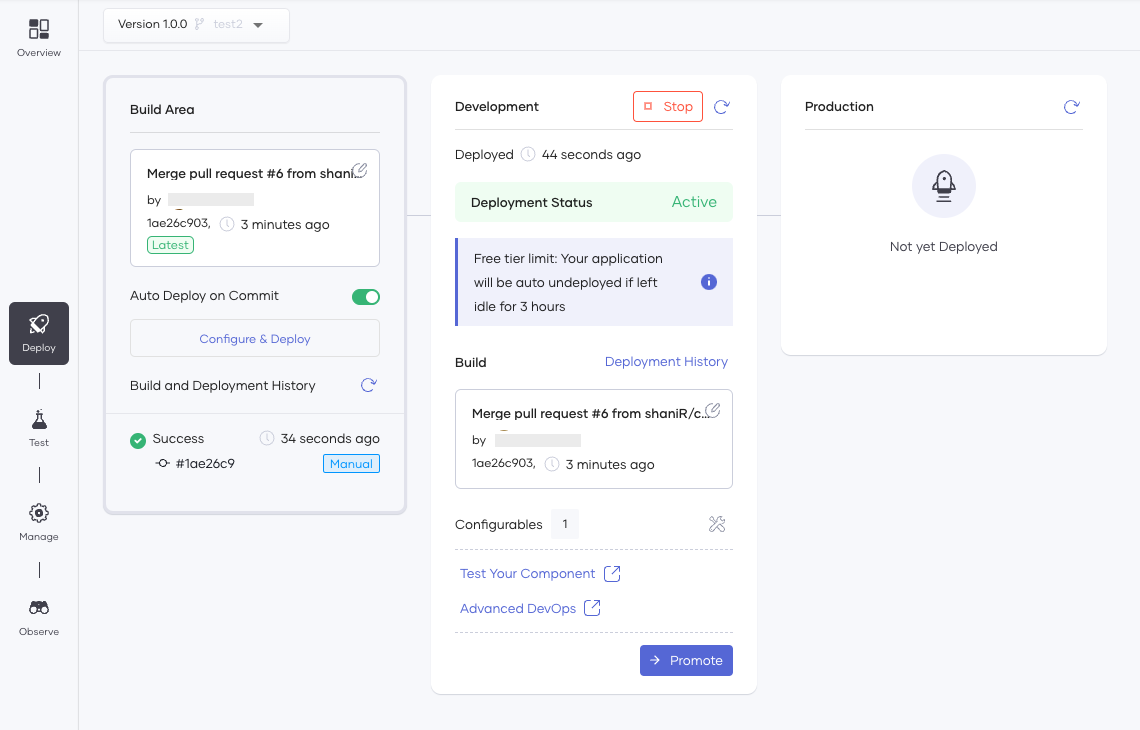 Overview
Deploy
Test
Manage
Observe
Version 1.0.0 test2
Build Area
Merge pull request #6 from shani...
by
1ae26c903, 3 minutes ago
Latest
Auto Deploy on Commit
Configure & Deploy
Build and Deployment History
Success 34 seconds ago
#1ae26c9 Manual
Development Stop
Deployed 44 seconds ago
Deployment Status Active
Free tier limit: Your application
will be auto undeployed if left
idle for 3 hours
Build Deployment History
Merge pull request #6 from shaniR/c...
by
1ae26c903, 3 minutes ago
Configurables 1
Test Your Component
Advanced DevOps
Promote
Production
Not yet Deployed